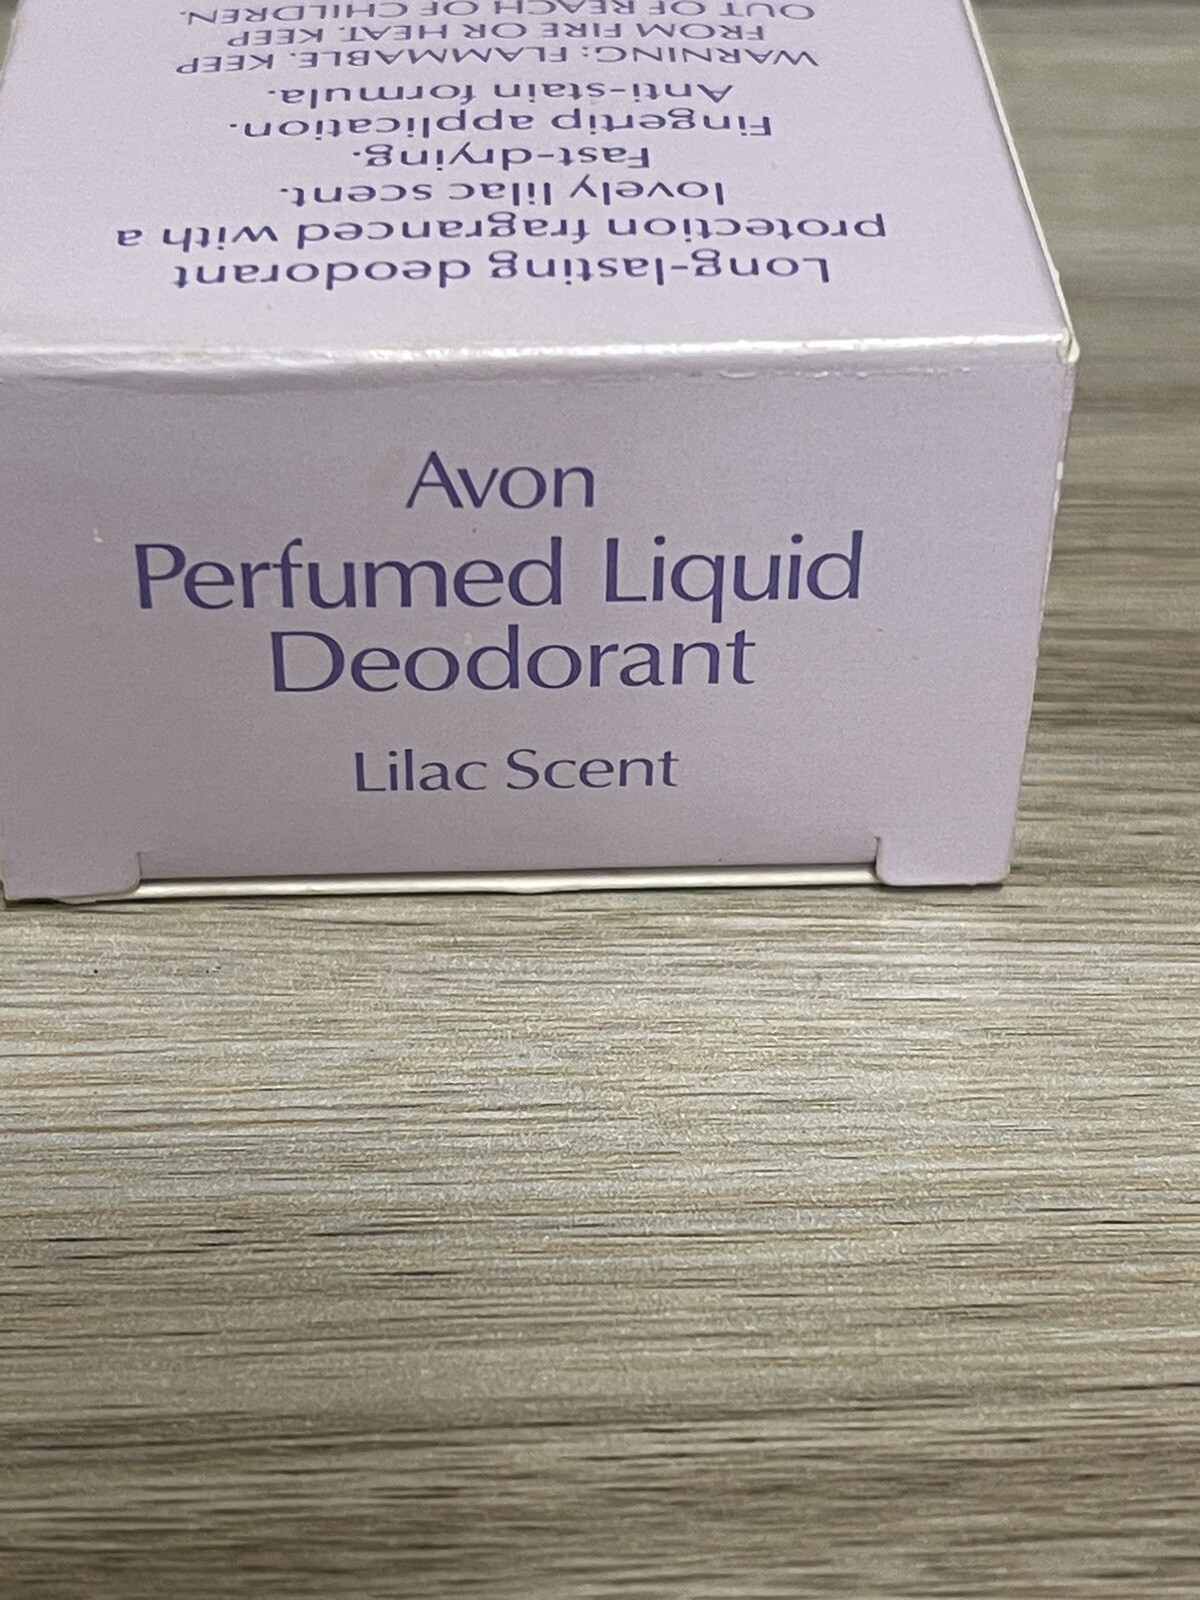 Avon
Perfumed Liquid
Deodorant
Lilac Scent
Long-lasting deodorant
protection fragranced with a
lovely lilac scent.
Fast-drying.
Fingertip application.
Anti-stain formula.
WARNING: FLAMMABLE. KEEP
FROM FIRE OR HEAT. KEEP
OUT OF REACH OF CHILDREN.